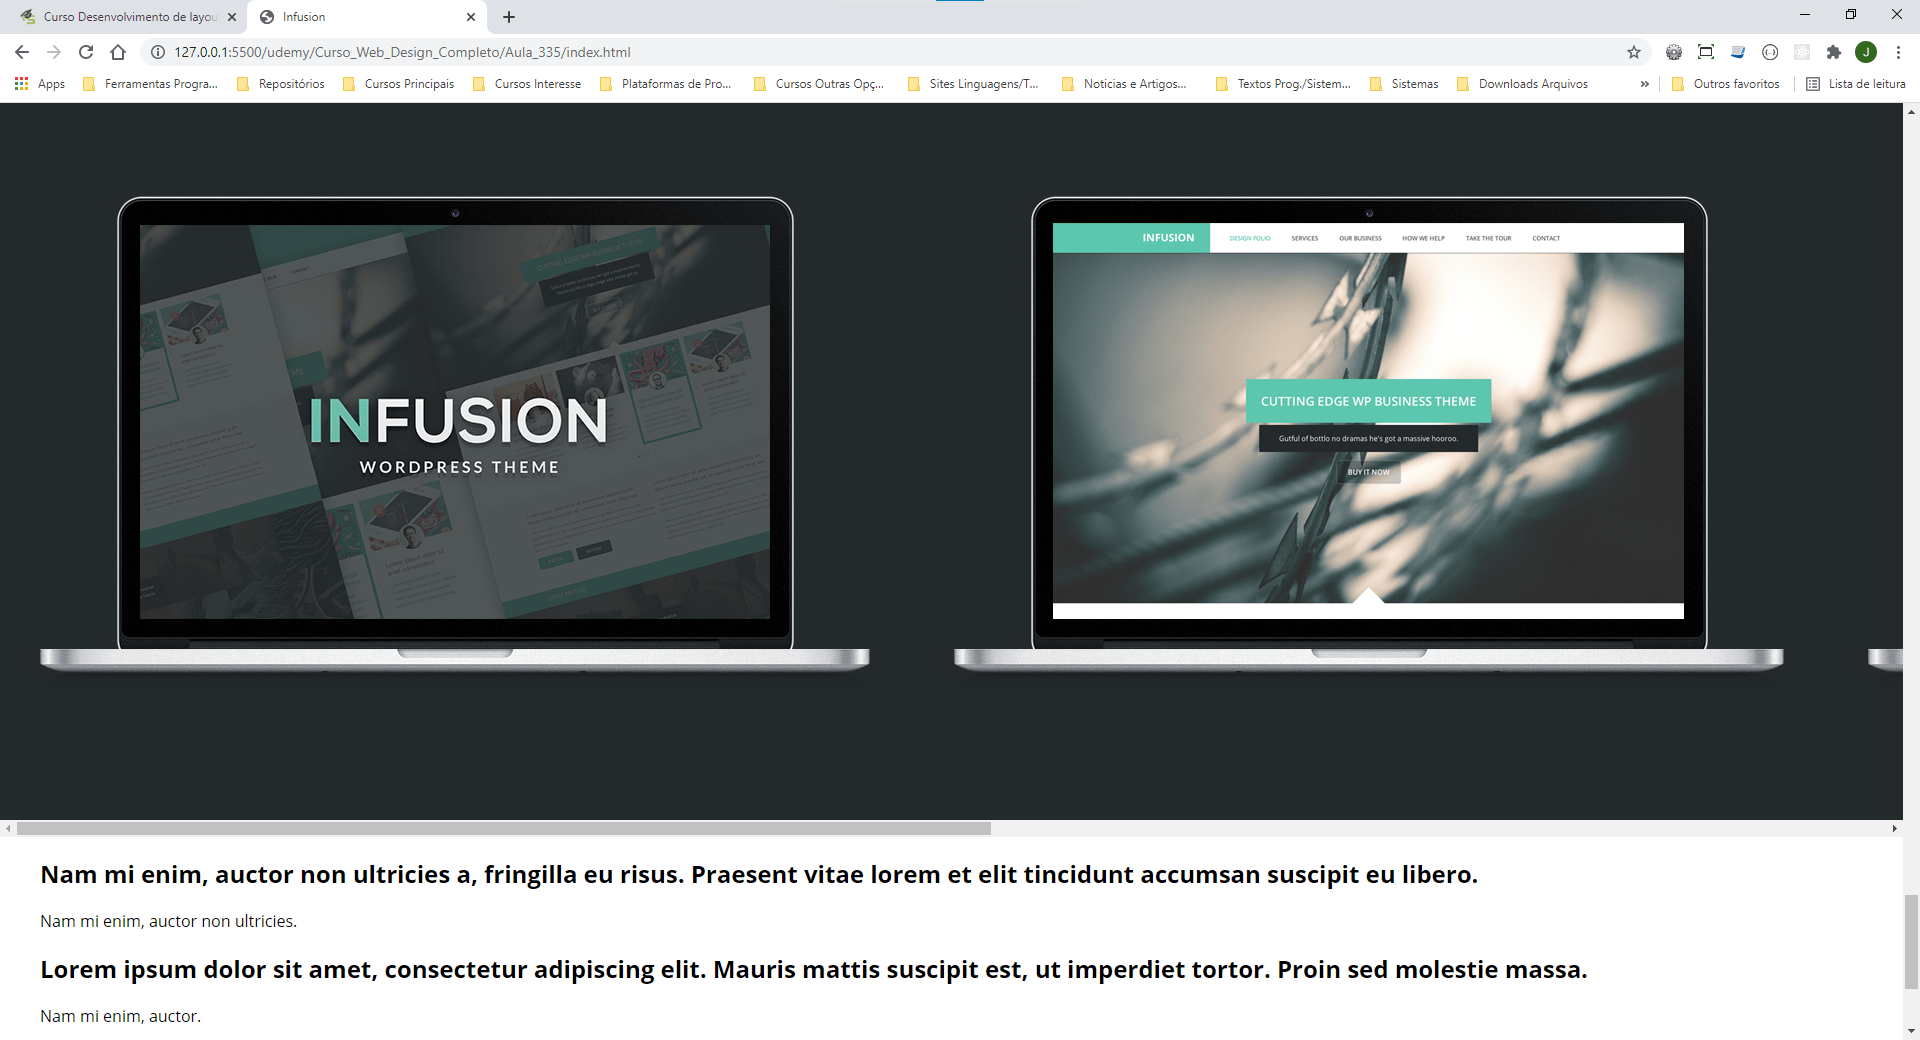 Curso Desenvolvimento de layou
Infusion
127.0.0.1:5500/udemy/Curso_Web_Design_Completo/Aula_335/index.html
J
Apps
Ferramentas Progra...
Repositórios
Cursos Principais
Cursos Interesse
Plataformas de Pro...
Cursos Outras Opç...
Sites Linguagens/T...
Noticias e Artigos...
Textos Prog./Sistem...
Sistemas
Downloads Arquivos
»
Outros favoritos
Lista de leitura
CUTTING EDGE WP BUSINESS THEME
INFUSION
WORDPRESS THEME
INFUSION
DESIGN FOLIO
SERVICES
OUR BUSINESS
HOW WE HELP
TAKE THE TOUR
CONTACT
CUTTING EDGE WP BUSINESS THEME
Gutful of bottlo no dramas he's got a massive hooroo.
BUY IT NOW
Nam mi enim, auctor non ultricies a, fringilla eu risus. Praesent vitae lorem et elit tincidunt accumsan suscipit eu libero.
Nam mi enim, auctor non ultricies.
Lorem ipsum dolor sit amet, consectetur adipiscing elit. Mauris mattis suscipit est, ut imperdiet tortor. Proin sed molestie massa.
Nam mi enim, auctor.